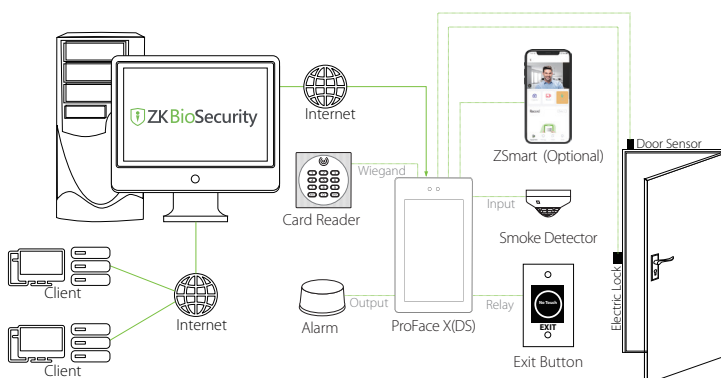 ZKBioSecurity
Internet
ZSmart (Optional)
Door Sensor
Wiegand
Card Reader
Input
Smoke Detector
Electric Lock
Client
Internet
Output
Alarm
ProFace X(DS)
Relay
No Touch
EXIT
Exit Button
Client